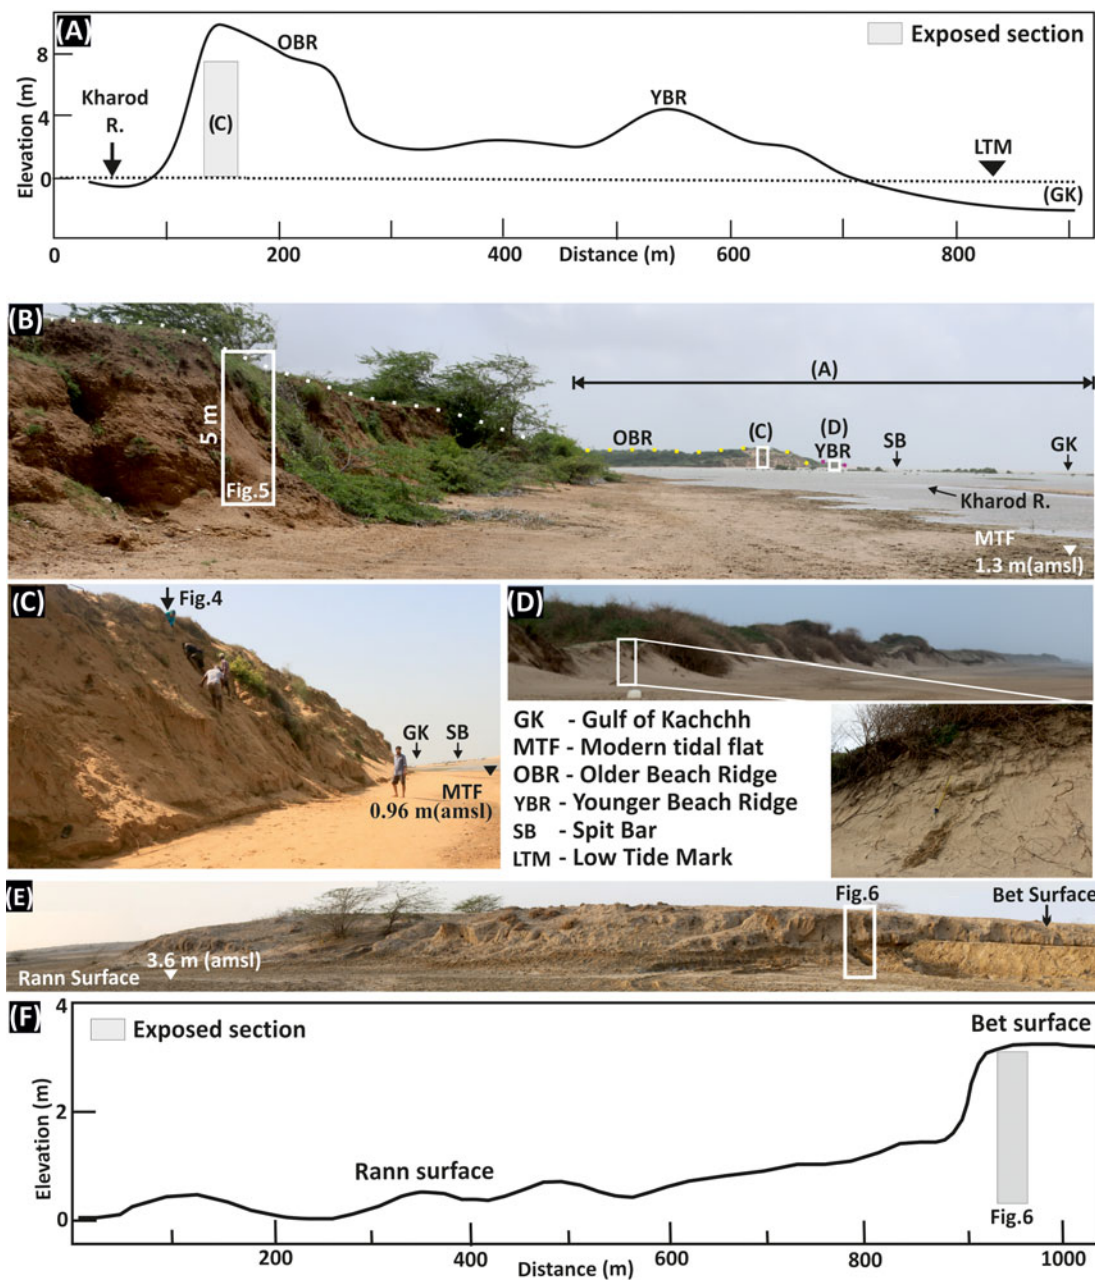 (A)
OBR
Exposed section
8
Elevation (m)
Kharod
R.
YBR
4
(C)
LTM
0
(GK)
0
200
400
Distance (m)
600
800
(B)
(A)
5 m
OBR
(C)
(D)
YBR
SB
GK
Fig.5
Kharod R.
MTF
1.3 m(amsl)
(C)
Fig.4
GK SB
MTF
0.96 m(amsl)
(D)
GK - Gulf of Kachchh
MTF - Modern tidal flat
OBR - Older Beach Ridge
YBR - Younger Beach Ridge
SB - Spit Bar
LTM - Low Tide Mark
(E)
Fig.6
Bet Surface
3.6 m (amsl)
Rann Surface
(F)
4
Exposed section
Bet surface
Elevation (m)
2
Rann surface
0
Fig.6
200
400
Distance (m)
600
800
1000